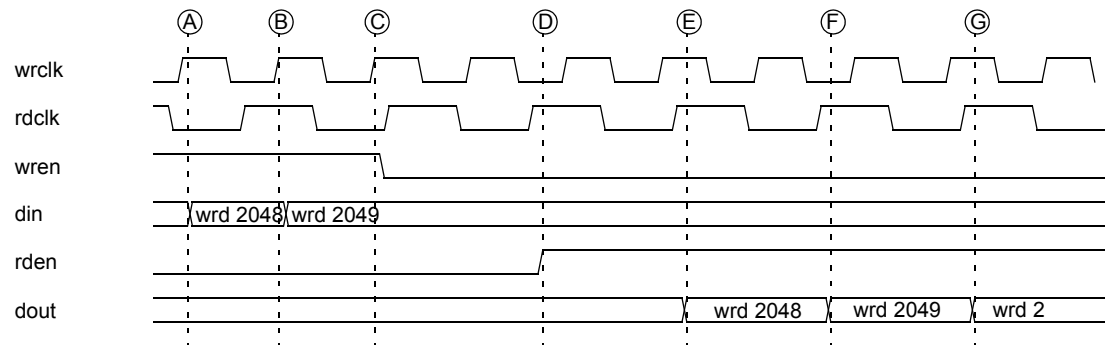 A B C D E F G
wrclk
rdclk
wren
din wrd 2048 wrd 2049
rden
dout wrd 2048 wrd 2049 wrd 2